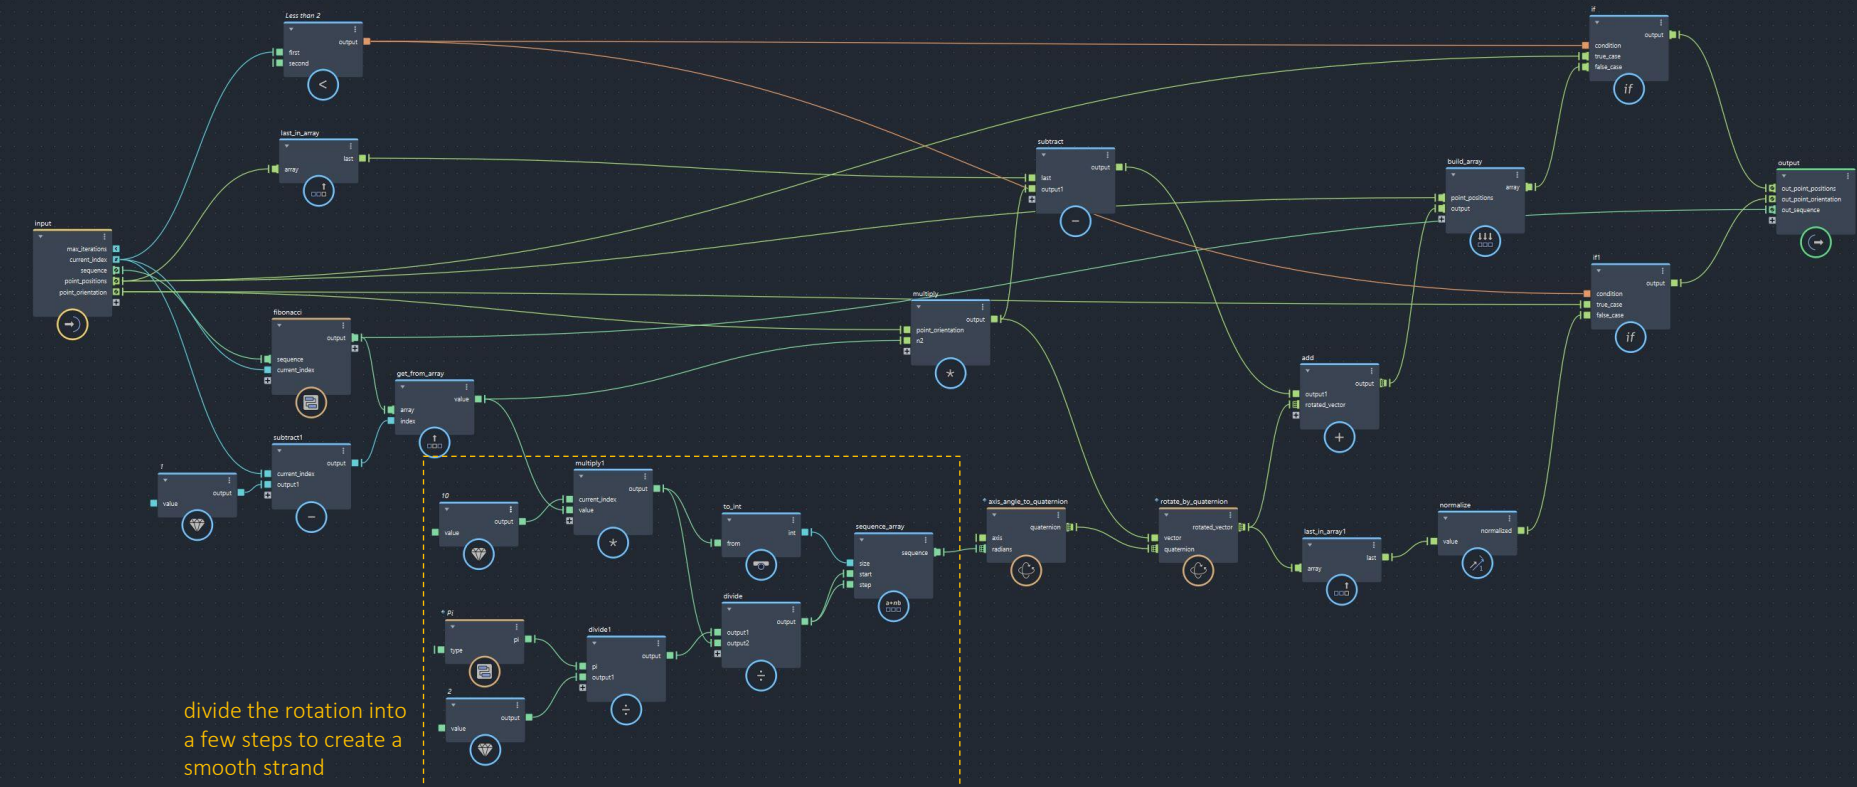 Less than 2
output
first
second
<
last_in_array
last
array
input
max_iterations
current_index
sequence
point_positions
point_orientation
fibonacci
output
sequence
current_index
get_from_array
value
array
index
subtract1
output
current_index
output1
−
1
output
value
10
output
value
multiply1
output
current_index
value
*
to_int
int
from
sequence_array
sequence
size
start
step
a+nb
divide
output
output1
output2
÷
Pi
pi
type
divide1
output
pi
output1
÷
2
output
value
divide the rotation into
a few steps to create a
smooth strand
multiply
output
point_orientation
n2
*
subtract
output
last
output1
−
axis_angle_to_quaternion
quaternion
axis
radians
rotate_by_quaternion
rotated_vector
vector
quaternion
add
output
output1
rotated_vector
+
last_in_array1
last
array
normalize
normalized
value
build_array
array
point_positions
output
if
output
condition
true_case
false_case
if
if1
output
condition
true_case
false_case
if
output
out_point_positions
out_point_orientation
out_sequence